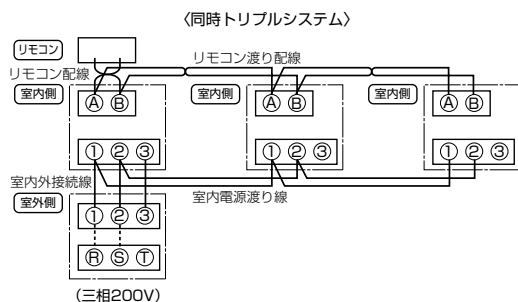 〈同時トリプルシステム〉
リモコン
リモコン渡り配線
リモコン配線
室内側 Ⓐ Ⓑ 室内側 Ⓐ Ⓑ 室内側 Ⓐ Ⓑ
① ② ③ ① ② ③ ① ② ③
室内外接続線
室内電源渡り線
室外側
① ② ③
Ⓡ Ⓢ Ⓣ
(三相200V)